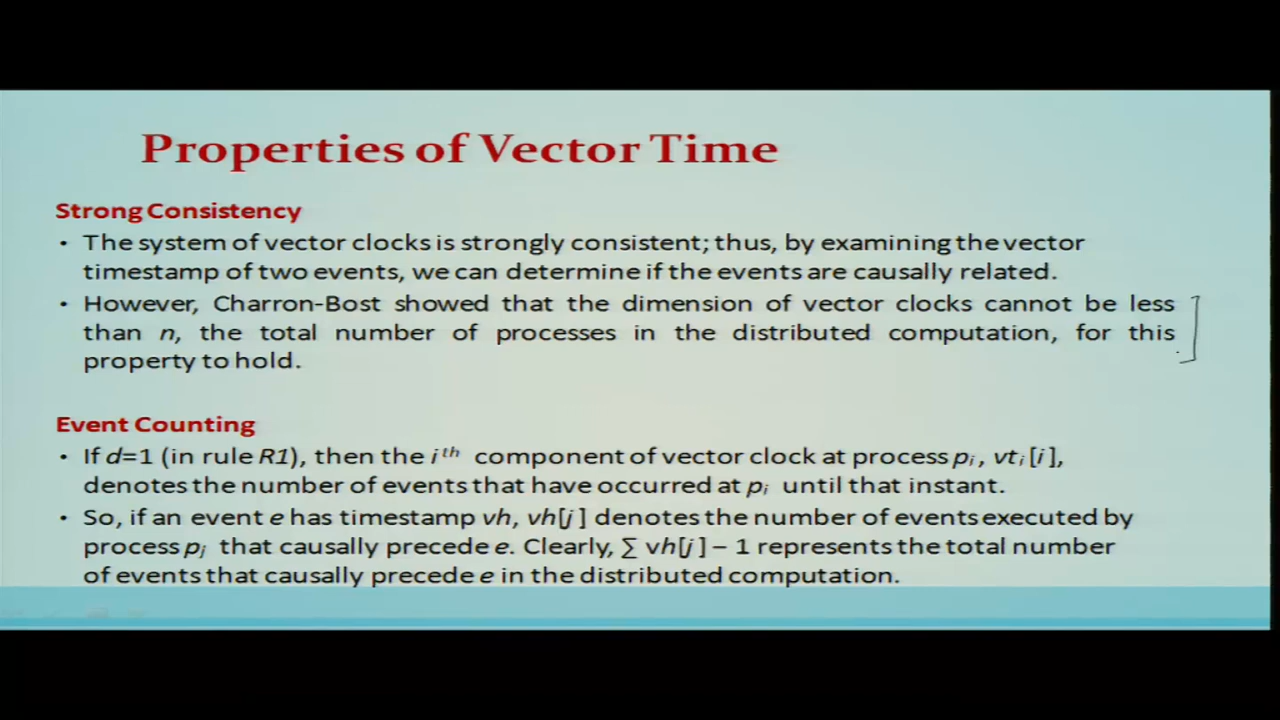 Properties of Vector Time
Strong Consistency
• The system of vector clocks is strongly consistent; thus, by examining the vector
timestamp of two events, we can determine if the events are causally related.
• However, Charron-Bost showed that the dimension of vector clocks cannot be less
than n, the total number of processes in the distributed computation, for this
property to hold.
Event Counting
• If d=1 (in rule R1), then the iᵗʰ component of vector clock at process pᵢ, vtᵢ[i],
denotes the number of events that have occurred at pᵢ until that instant.
• So, if an event e has timestamp vh, vh[j] denotes the number of events executed by
process pⱼ that causally precede e. Clearly, ∑ vh[j] – 1 represents the total number
of events that causally precede e in the distributed computation.